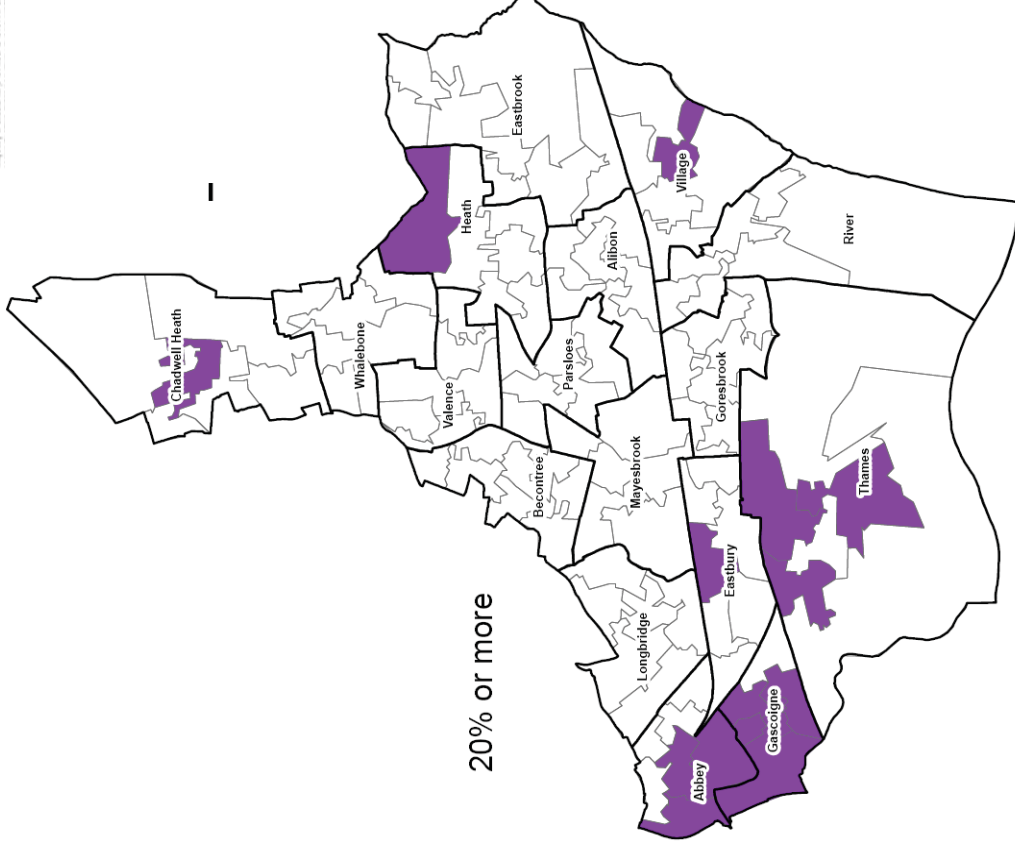 Chadwell Heath
Whalebone
Heath
Eastbrook
Valence
Becontree
Parsloes
Alibon
Village
River
Mayesbrook
Goresbrook
Longbridge
Eastbury
Thames
Abbey
Gascoigne
20% or more